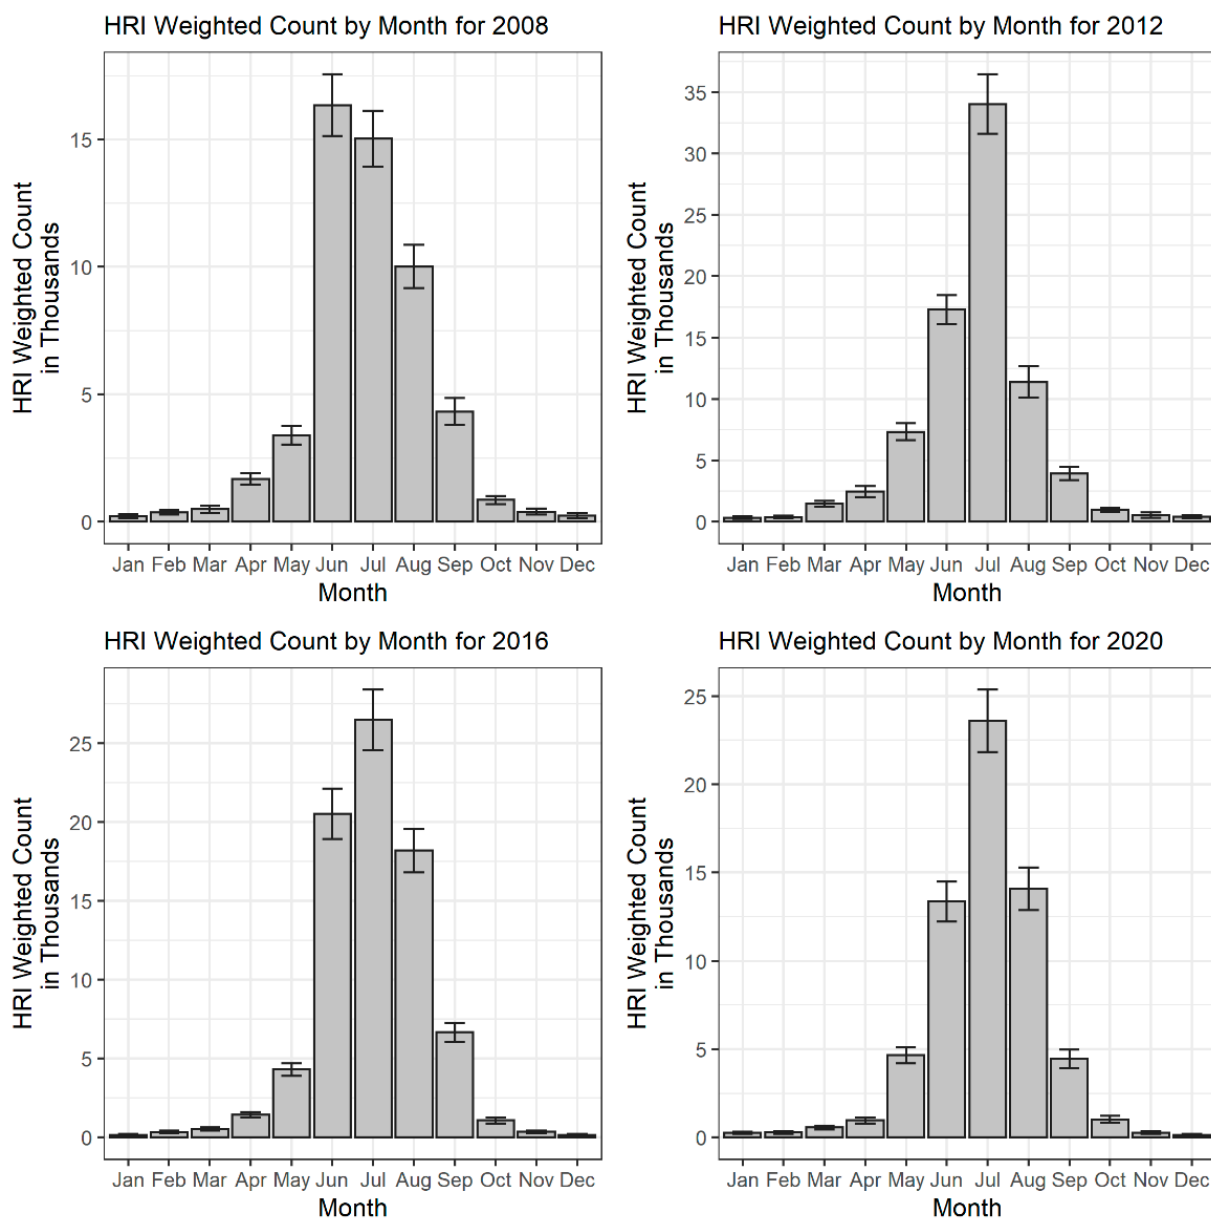 HRI Weighted Count by Month for 2008
HRI Weighted Count
in Thousands
15
10
5
0
Jan Feb Mar Apr May Jun Jul Aug Sep Oct Nov Dec
Month
HRI Weighted Count by Month for 2012
HRI Weighted Count
in Thousands
35
30
25
20
15
10
5
0
Jan Feb Mar Apr May Jun Jul Aug Sep Oct Nov Dec
Month
HRI Weighted Count by Month for 2016
HRI Weighted Count
in Thousands
25
20
15
10
5
0
Jan Feb Mar Apr May Jun Jul Aug Sep Oct Nov Dec
Month
HRI Weighted Count by Month for 2020
HRI Weighted Count
in Thousands
25
20
15
10
5
0
Jan Feb Mar Apr May Jun Jul Aug Sep Oct Nov Dec
Month